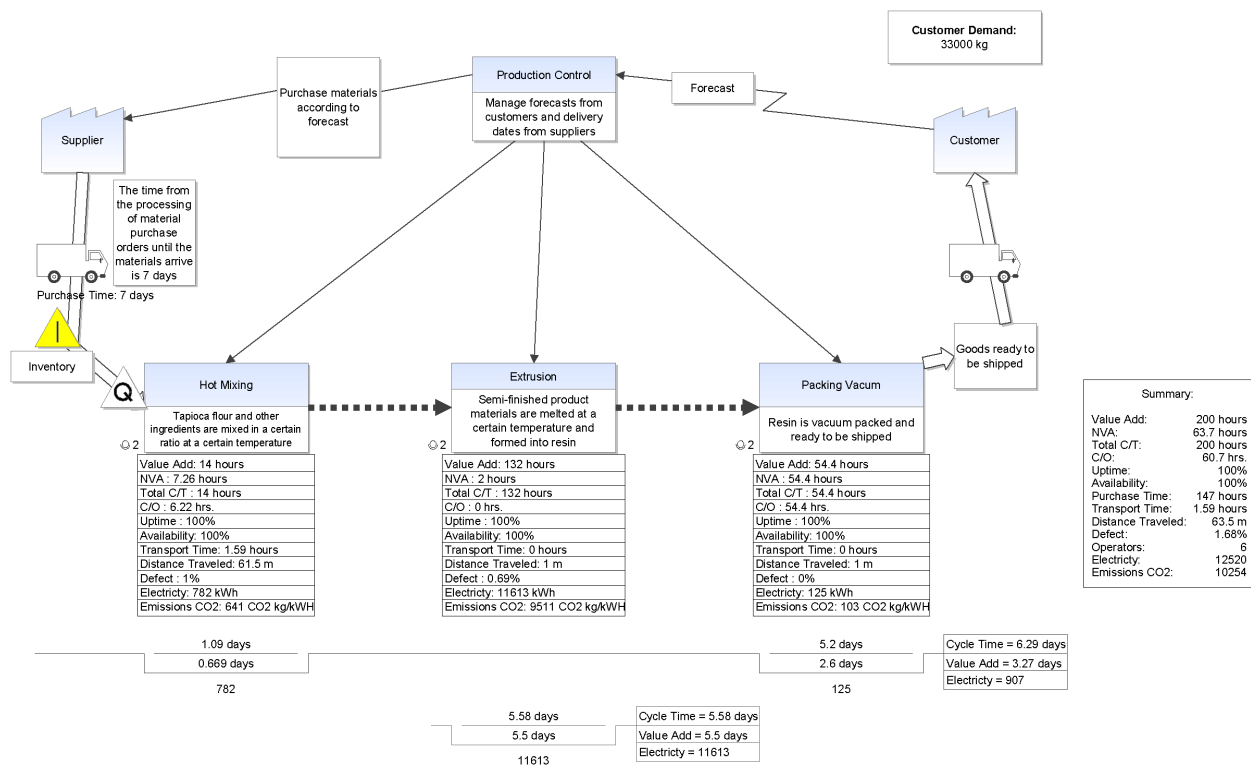 Customer Demand:
33000 kg
Production Control
Manage forecasts from
customers and delivery
dates from suppliers
Purchase materials
according to
forecast
Forecast
Supplier
Customer
The time from
the processing
of material
purchase
orders until the
materials arrive
is 7 days
Purchase Time: 7 days
I
Inventory
Q
Goods ready to
be shipped
Hot Mixing
Tapioca flour and other
ingredients are mixed in a certain
ratio at a certain temperature
2
Value Add: 14 hours
NVA : 7.26 hours
Total C/T : 14 hours
C/O : 6.22 hrs.
Uptime : 100%
Availability: 100%
Transport Time: 1.59 hours
Distance Traveled: 61.5 m
Defect : 1%
Electricty: 782 kWh
Emissions CO2: 641 CO2 kg/kWH
Extrusion
Semi-finished product
materials are melted at a
certain temperature and
formed into resin
2
Value Add: 132 hours
NVA : 2 hours
Total C/T : 132 hours
C/O : 0 hrs.
Uptime : 100%
Availability: 100%
Transport Time: 0 hours
Distance Traveled: 1 m
Defect : 0.69%
Electricty: 11613 kWh
Emissions CO2: 9511 CO2 kg/kWH
Packing Vacum
Resin is vacuum packed and
ready to be shipped
2
Value Add: 54.4 hours
NVA : 54.4 hours
Total C/T : 54.4 hours
C/O : 54.4 hrs.
Uptime : 100%
Availability: 100%
Transport Time: 0 hours
Distance Traveled: 1 m
Defect : 0%
Electricty: 125 kWh
Emissions CO2: 103 CO2 kg/kWH
Summary:
Value Add: 200 hours
NVA: 63.7 hours
Total C/T: 200 hours
C/O: 60.7 hrs.
Uptime: 100%
Availability: 100%
Purchase Time: 147 hours
Transport Time: 1.59 hours
Distance Traveled: 63.5 m
Defect: 1.68%
Operators: 6
Electricty: 12520
Emissions CO2: 10254
1.09 days
0.669 days
782
5.2 days
2.6 days
125
Cycle Time = 6.29 days
Value Add = 3.27 days
Electricty = 907
5.58 days
5.5 days
11613
Cycle Time = 5.58 days
Value Add = 5.5 days
Electricty = 11613